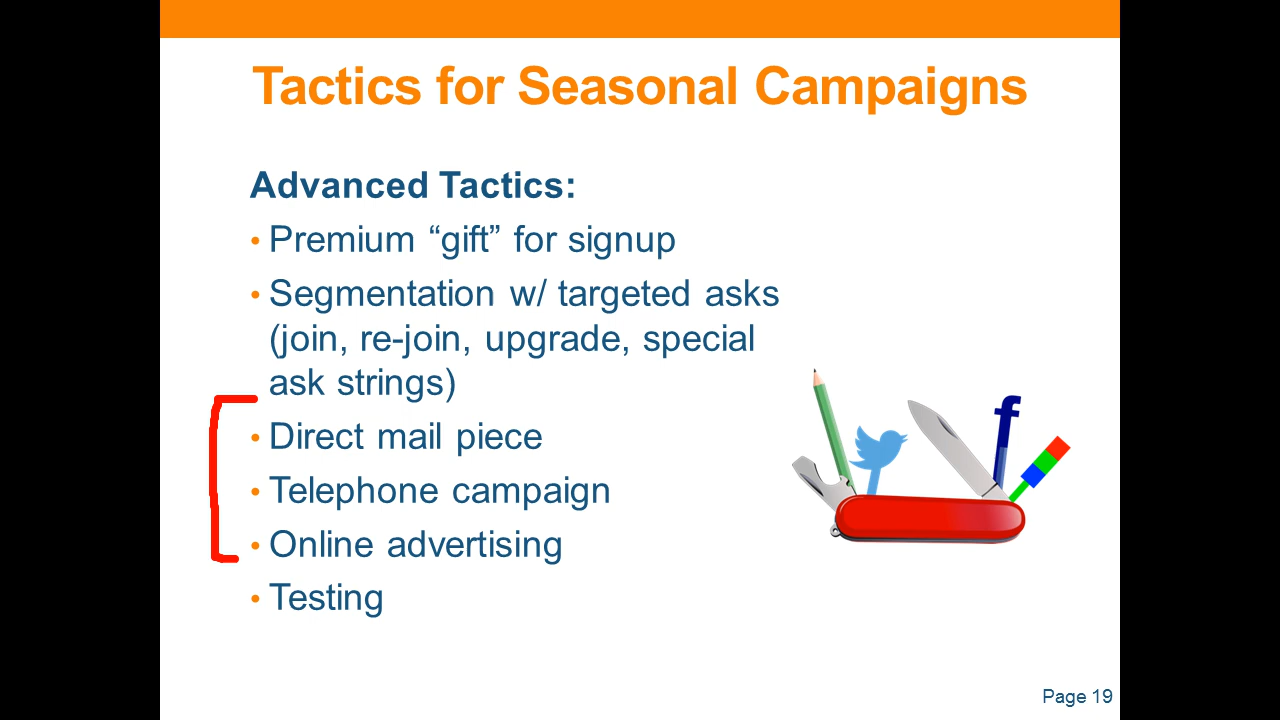 Tactics for Seasonal Campaigns
Advanced Tactics:
• Premium “gift” for signup
• Segmentation w/ targeted asks
(join, re-join, upgrade, special
ask strings)
• Direct mail piece
• Telephone campaign
• Online advertising
• Testing
f
Page 19